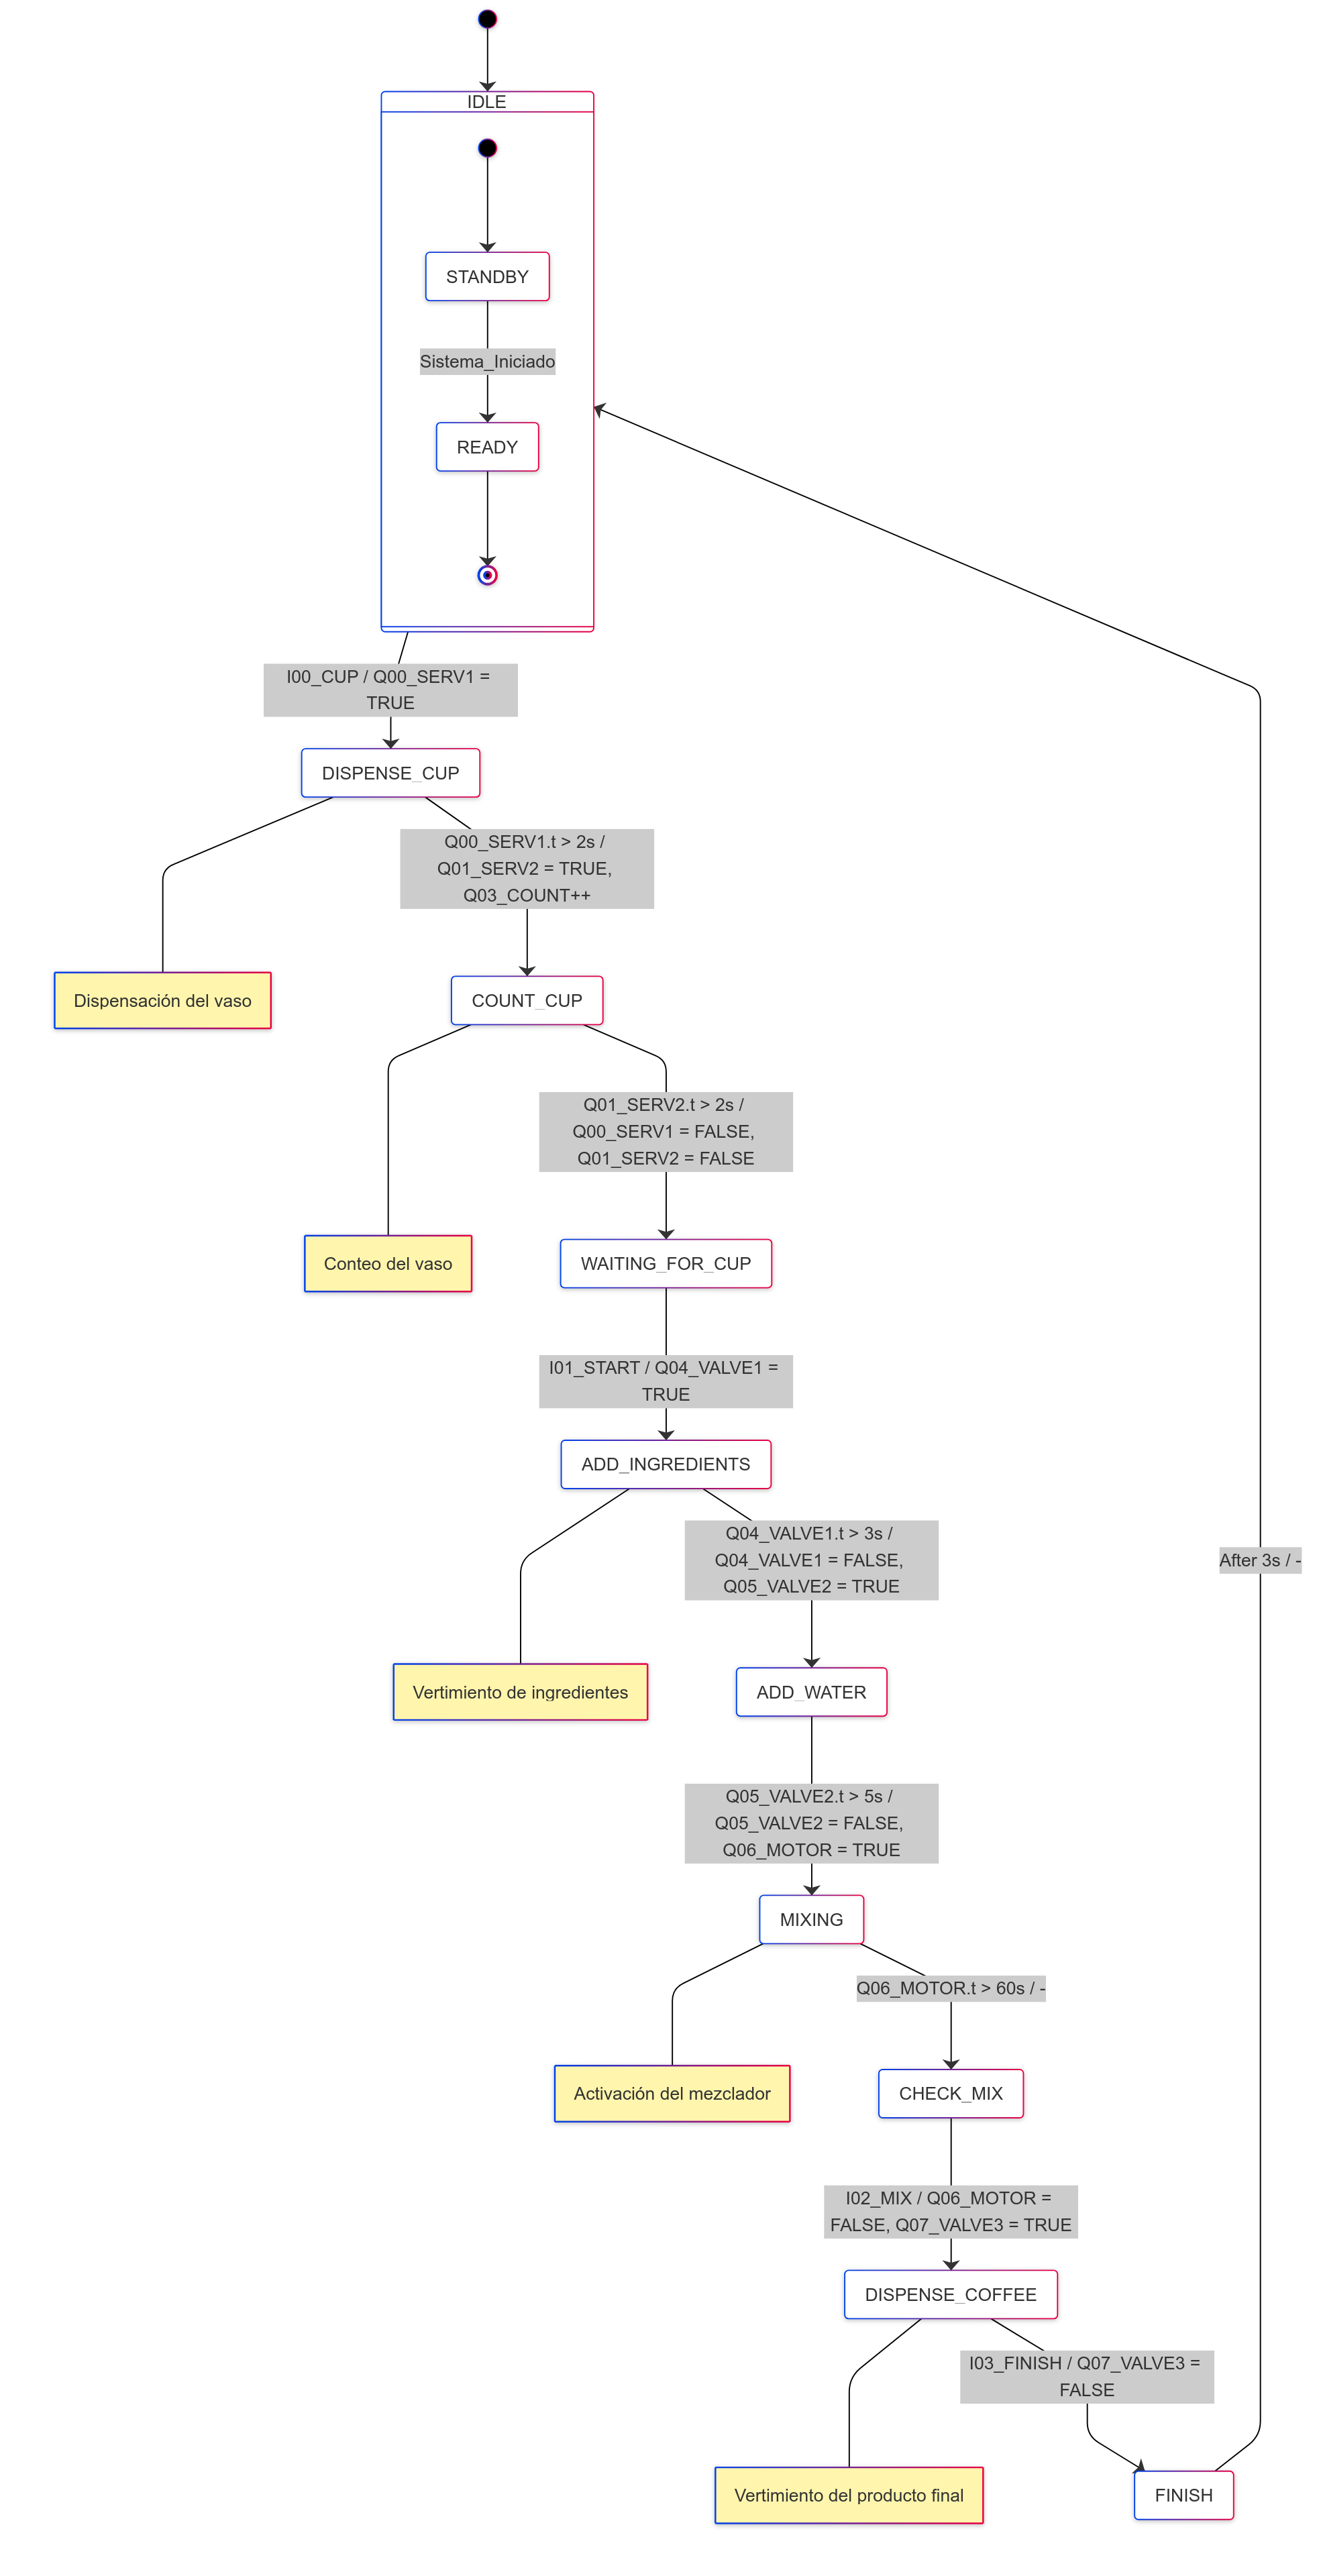 IDLE
STANDBY
Sistema_Iniciado
READY
I00_CUP / Q00_SERV1 =
TRUE
DISPENSE_CUP
Q00_SERV1.t > 2s /
Q01_SERV2 = TRUE,
Q03_COUNT++
Dispensación del vaso
COUNT_CUP
Q01_SERV2.t > 2s /
Q00_SERV1 = FALSE,
Q01_SERV2 = FALSE
Conteo del vaso
WAITING_FOR_CUP
I01_START / Q04_VALVE1 =
TRUE
ADD_INGREDIENTS
Q04_VALVE1.t > 3s /
Q04_VALVE1 = FALSE,
Q05_VALVE2 = TRUE
After 3s / -
Vertimiento de ingredientes
ADD_WATER
Q05_VALVE2.t > 5s /
Q05_VALVE2 = FALSE,
Q06_MOTOR = TRUE
MIXING
Q06_MOTOR.t > 60s / -
Activación del mezclador
CHECK_MIX
I02_MIX / Q06_MOTOR =
FALSE, Q07_VALVE3 = TRUE
DISPENSE_COFFEE
I03_FINISH / Q07_VALVE3 =
FALSE
Vertimiento del producto final
FINISH